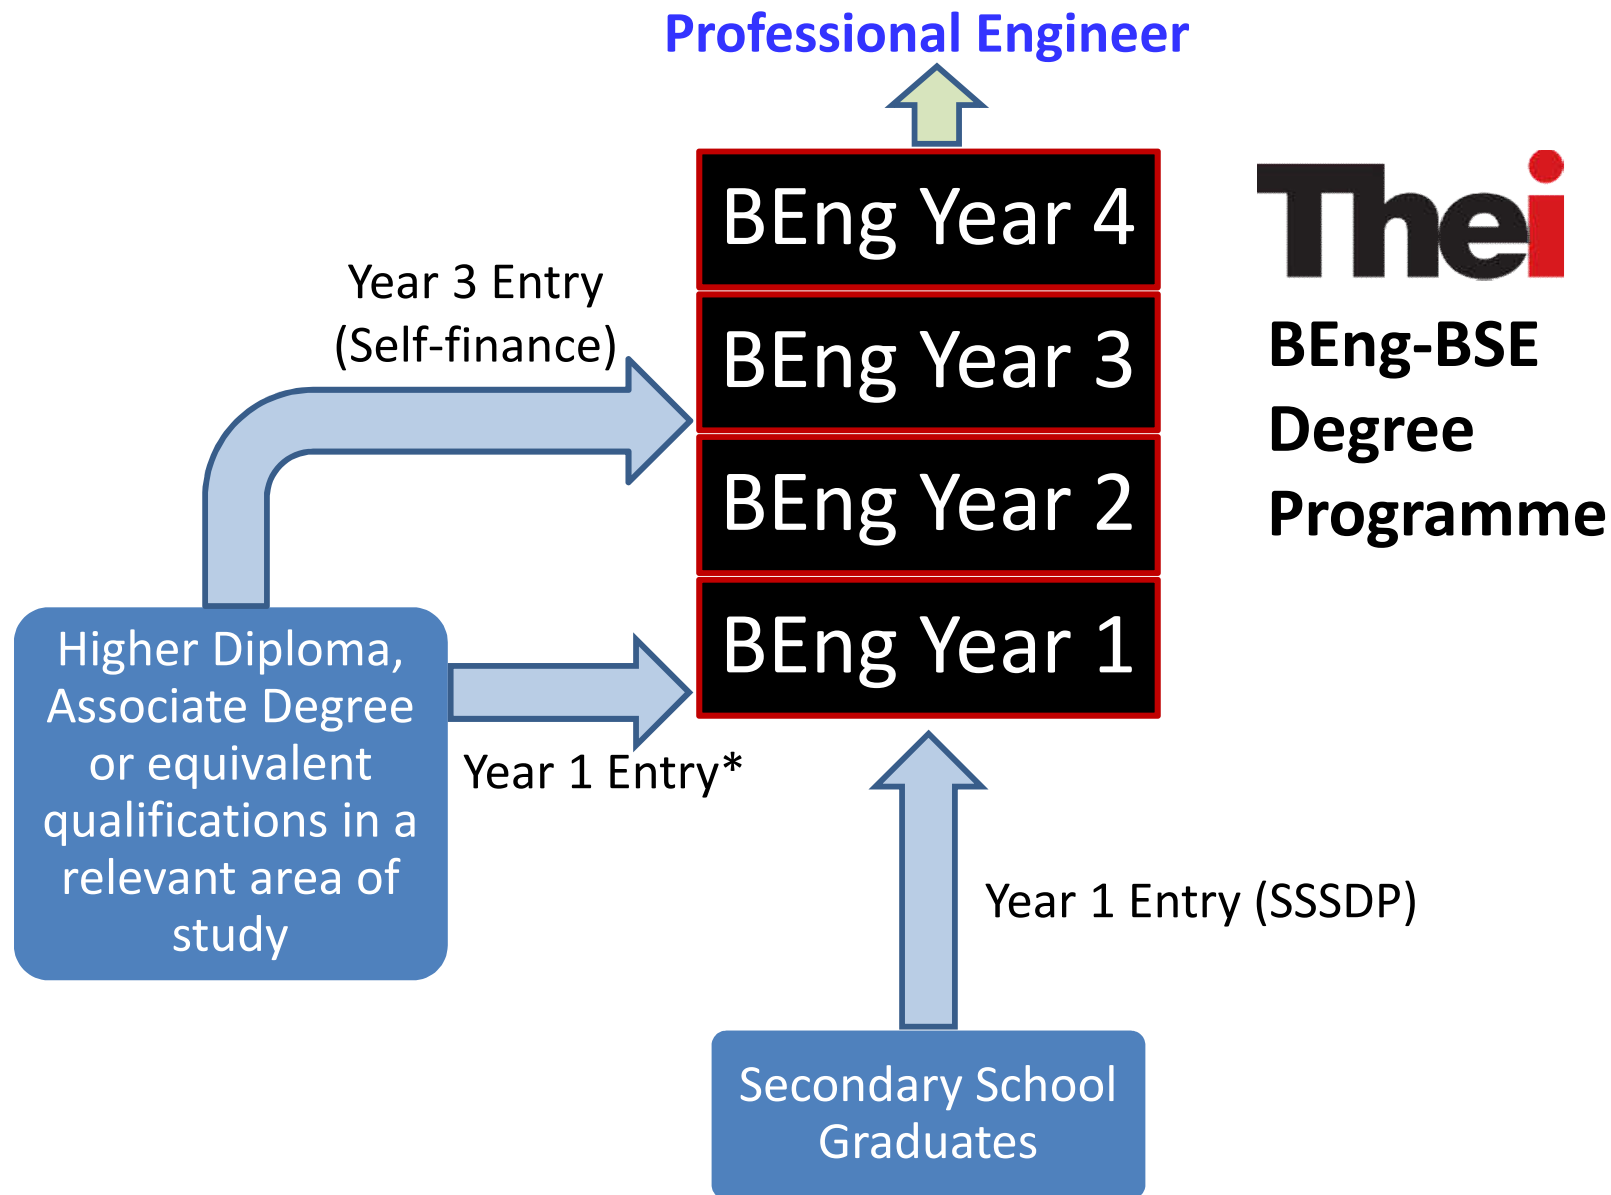 Professional Engineer
BEng Year 4
Thei
Year 3 Entry
(Self-finance)
BEng Year 3
BEng-BSE
Degree
Programme
BEng Year 2
BEng Year 1
Higher Diploma,
Associate Degree
or equivalent
qualifications in a
relevant area of
study
Year 1 Entry*
Year 1 Entry (SSSDP)
Secondary School
Graduates